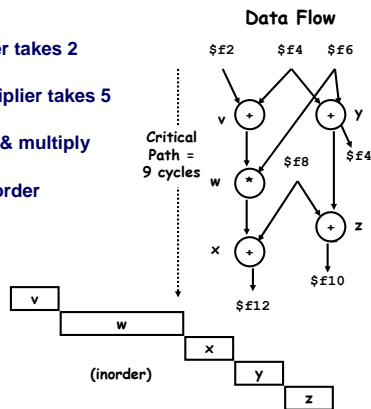 Data Flow
er takes 2
plier takes 5
& multiply
order
$f2 $f4 $f6
v + + y
Critical
Path =
9 cycles
$f4
$f8
w *
x + + z
$f10
$f12
v
w
x
(inorder) y
z